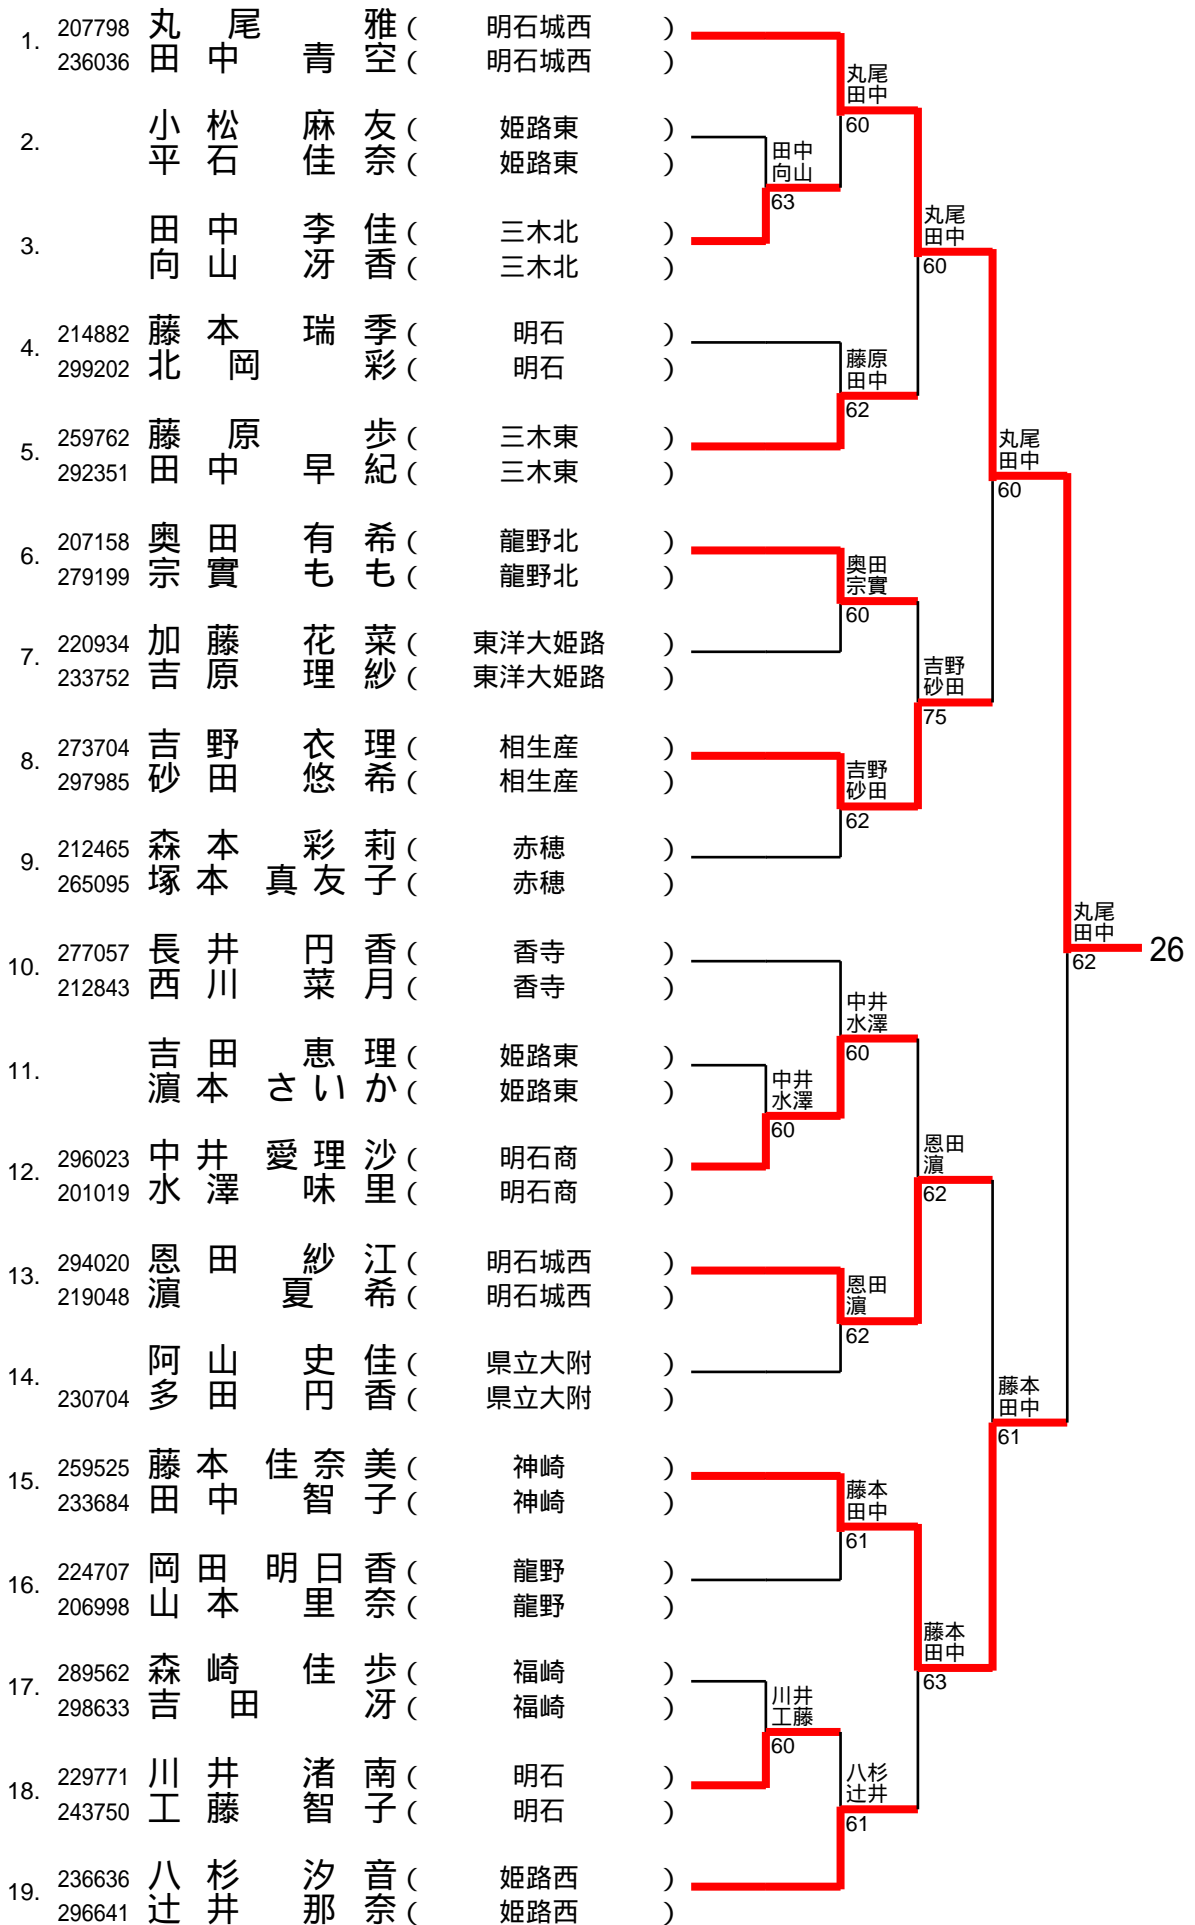 1. 207798 丸尾 雅 ( 明石城西 )
236036 田中 青空 ( 明石城西 )
丸尾
田中
60
2. 小松 麻友 ( 姫路東 )
平石 佳奈 ( 姫路東 )
田中
向山
63
3. 田中 李佳 ( 三木北 )
向山 冴香 ( 三木北 )
丸尾
田中
60
4. 214882 藤本 瑞季 ( 明石 )
299202 北岡 彩 ( 明石 )
藤原
田中
62
5. 259762 藤原 歩 ( 三木東 )
292351 田中 早紀 ( 三木東 )
丸尾
田中
60
6. 207158 奥田 有希 ( 龍野北 )
279199 宗實 もも ( 龍野北 )
奥田
宗實
60
7. 220934 加藤 花菜 ( 東洋大姫路 )
233752 吉原 理紗 ( 東洋大姫路 )
吉野
砂田
75
8. 273704 吉野 衣理 ( 相生産 )
297985 砂田 悠希 ( 相生産 )
吉野
砂田
62
9. 212465 森本 彩莉 ( 赤穂 )
265095 塚本 真友子 ( 赤穂 )
丸尾
田中
62
26
10. 277057 長井 円香 ( 香寺 )
212843 西川 菜月 ( 香寺 )
中井
水澤
60
11. 吉田 恵理 ( 姫路東 )
濵本 さいか ( 姫路東 )
中井
水澤
60
12. 296023 中井 愛理沙 ( 明石商 )
201019 水澤 味里 ( 明石商 )
恩田
濵
62
13. 294020 恩田 紗江 ( 明石城西 )
219048 濵 夏希 ( 明石城西 )
恩田
濵
62
14. 阿山 史佳 ( 県立大附 )
230704 多田 円香 ( 県立大附 )
藤本
田中
61
15. 259525 藤本 佳奈美 ( 神崎 )
233684 田中 智子 ( 神崎 )
藤本
田中
61
16. 224707 岡田 明日香 ( 龍野 )
206998 山本 里奈 ( 龍野 )
藤本
田中
63
17. 289562 森崎 佳歩 ( 福崎 )
298633 吉田 冴 ( 福崎 )
川井
工藤
60
18. 229771 川井 渚南 ( 明石 )
243750 工藤 智子 ( 明石 )
八杉
辻井
61
19. 236636 八杉 汐音 ( 姫路西 )
296641 辻井 那奈 ( 姫路西 )